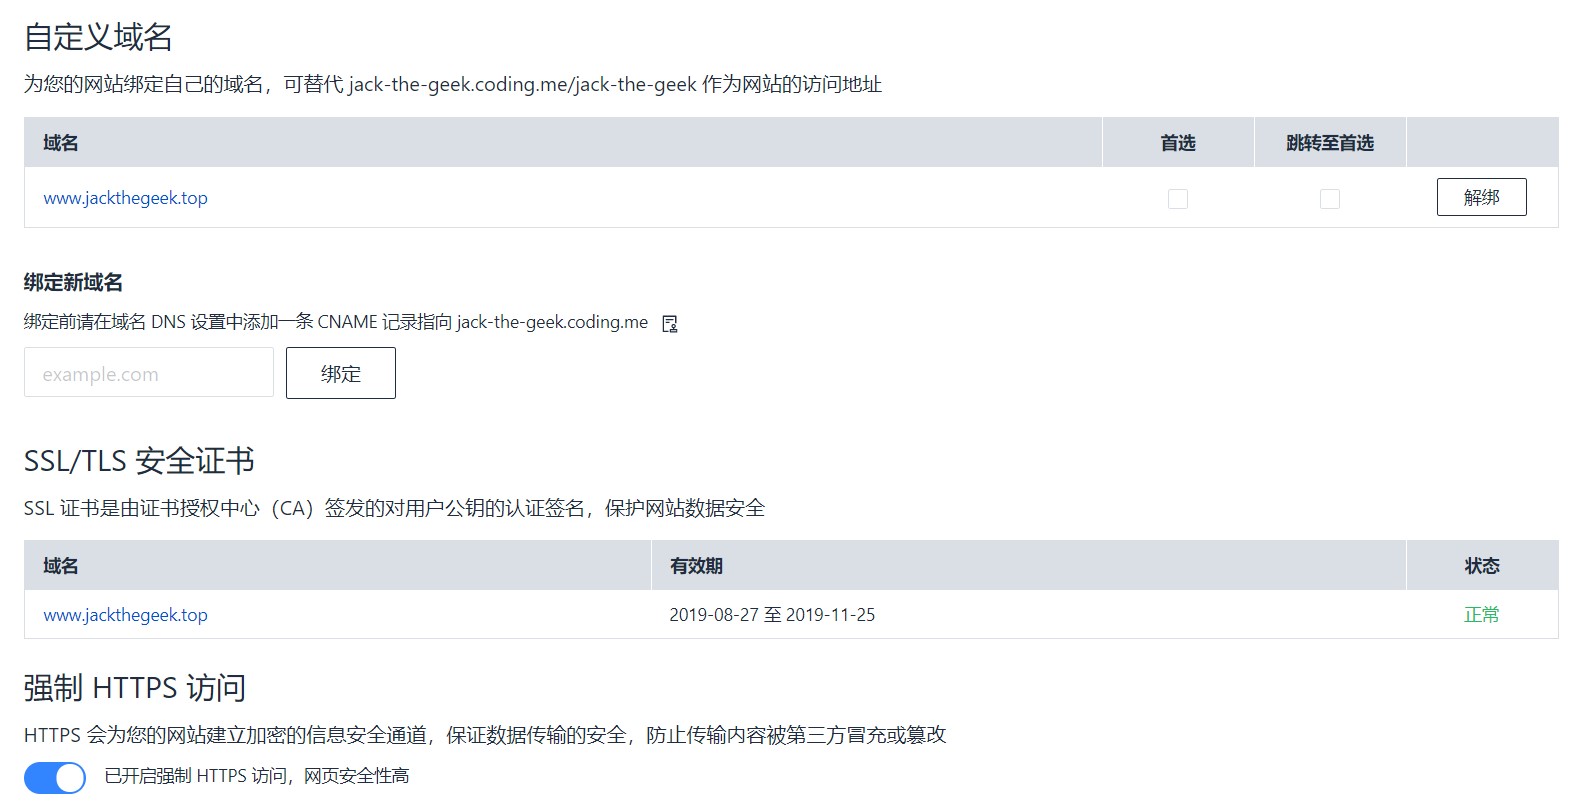 自定义域名
为您的网站绑定自己的域名，可替代 jack-the-geek.coding.me/jack-the-geek 作为网站的访问地址
域名 首选 跳转至首选
www.jackthegeek.top 解绑
绑定新域名
绑定前请在域名 DNS 设置中添加一条 CNAME 记录指向 jack-the-geek.coding.me
example.com 绑定
SSL/TLS 安全证书
SSL 证书是由证书授权中心（CA）签发的对用户公钥的认证签名，保护网站数据安全
域名 有效期 状态
www.jackthegeek.top 2019-08-27 至 2019-11-25 正常
强制 HTTPS 访问
HTTPS 会为您的网站建立加密的信息安全通道，保证数据传输的安全，防止传输内容被第三方冒充或篡改
已开启强制 HTTPS 访问，网页安全性高